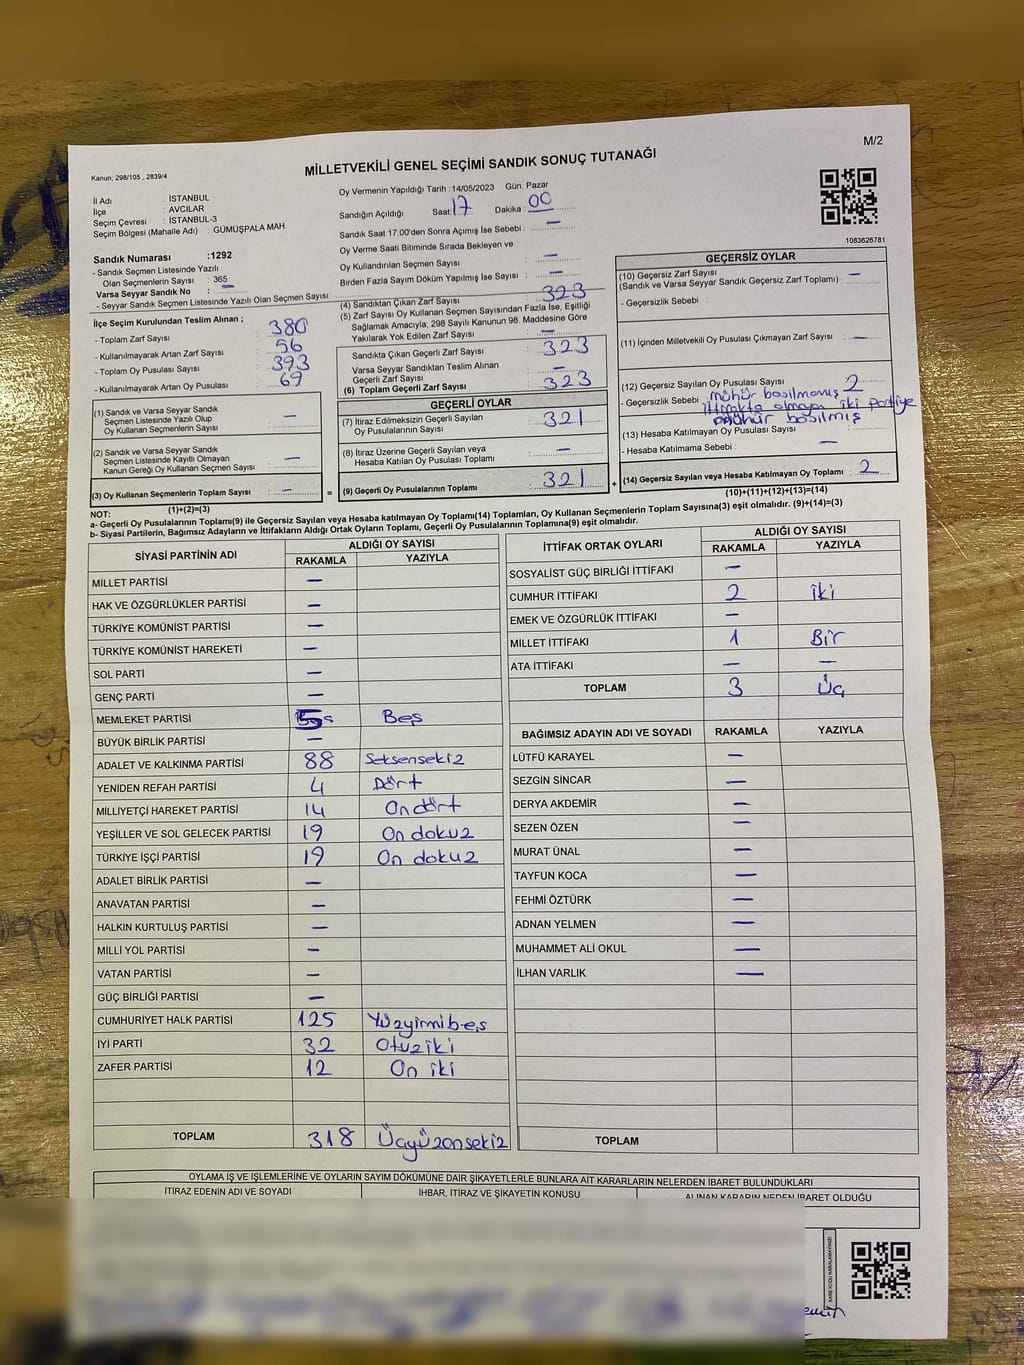 M/2
MİLLETVEKİLİ GENEL SEÇİMİ SANDIK SONUÇ TUTANAĞI
Kanun; 298/105 , 2839/4
İl Adı : İSTANBUL
İlçe : AVCILAR
Seçim Çevresi : İSTANBUL-3
Seçim Bölgesi (Mahalle Adı) : GÜMÜŞPALA MAH.
Sandık Numarası :1292
- Sandık Seçmen Listesinde Yazılı
Olan Seçmenlerin Sayısı : 365
Varsa Seyyar Sandık No : —
- Seyyar Sandık Seçmen Listesinde Yazılı Olan Seçmen Sayısı:
İlçe Seçim Kurulundan Teslim Alınan ;
- Toplam Zarf Sayısı : 380
- Kullanılmayarak Artan Zarf Sayısı : 56
- Toplam Oy Pusulası : 393
- Kullanılmayarak Artan Oy Pusulası : 69
Oy Vermenin Yapıldığı Tarih : 14/05/2023 Gün: Pazar
Sandığın Açıldığı Saat: 17 Dakika : 00
Sandık Saat 17.00'den Sonra Açımış İse Sebebi : —
Oy Verme Saati Bitiminde Sırada Bekleyen ve
Oy Kullandırılan Seçmen Sayısı : —
Birden Fazla Sayım Döküm Yapılmış İse Sayısı : —
(4) Sandıktan Çıkan Zarf Sayısı : 323
(5) Zarf Sayısı Oy Kullanan Seçmen Sayısından Fazla İse, Eşitliği
Sağlamak Amacıyla; 298 Sayılı Kanunun 98. Maddesine Göre
Yakılarak Yok Edilen Zarf Sayısı : —
Sandıkta Çıkan Geçerli Zarf Sayısı : 323
Varsa Seyyar Sandıktan Teslim Alınan
Geçerli Zarf Sayısı : —
(6) Toplam Geçerli Zarf Sayısı : 323
1083626781
GEÇERSİZ OYLAR
(10) Geçersiz Zarf Sayısı : —
(Sandık ve Varsa Seyyar Sandık Geçersiz Zarf Toplamı) :
- Geçersizlik Sebebi :
(11) İçinden Milletvekili Oy Pusulası Çıkmayan Zarf Sayısı : —
(12) Geçersiz Sayılan Oy Pusulası Sayısı : 2
- Geçersizlik Sebebi : mühür basılmamış
ittifakta olmayan iki partiye
mühür basılmış
(13) Hesaba Katılmayan Oy Pusulası Sayısı :
- Hesaba Katılmama Sebebi : —
(14) Geçersiz Sayılan veya Hesaba Katılmayan Oy Toplamı : 2
(10)+(11)+(12)+(13)=(14)
(1) Sandık ve Varsa Seyyar Sandık
Seçmen Listesinde Yazılı Olup
Oy Kullanan Seçmenlerin Sayısı : —
(2) Sandık ve Varsa Seyyar Sandık
Seçmen Listesinde Kayıtlı Olmayan
Kanun Gereği Oy Kullanan Seçmen Sayısı : —
(3) Oy Kullanan Seçmenlerin Toplam Sayısı : — =
(1)+(2)=(3)
GEÇERLİ OYLAR
(7) İtiraz Edilmeksizin Geçerli Sayılan
Oy Pusulalarının Sayısı : 321
(8) İtiraz Üzerine Geçerli Sayılan veya
Hesaba Katılan Oy Pusulası Toplamı : —
(9) Geçerli Oy Pusulalarının Toplamı : 321 +
NOT:
a- Geçerli Oy Pusulalarının Toplamı(9) ile Geçersiz Sayılan veya Hesaba katılmayan Oy Toplamı(14) Toplamları, Oy Kullanan Seçmenlerin Toplam Sayısına(3) eşit olmalıdır. (9)+(14)=(3)
b- Siyasi Partilerin, Bağımsız Adayların ve İttifakların Aldığı Ortak Oyların Toplamı, Geçerli Oy Pusulalarının Toplamına(9) eşit olmalıdır.
SİYASİ PARTİNİN ADI ALDIĞI OY SAYISI
RAKAMLA YAZIYLA
MİLLET PARTİSİ —
HAK VE ÖZGÜRLÜKLER PARTİSİ —
TÜRKİYE KOMÜNİST PARTİSİ —
TÜRKİYE KOMÜNİST HAREKETİ —
SOL PARTİ —
GENÇ PARTİ —
MEMLEKET PARTİSİ 5 Beş
BÜYÜK BİRLİK PARTİSİ —
ADALET VE KALKINMA PARTİSİ 88 Seksensekiz
YENİDEN REFAH PARTİSİ 4 Dört
MİLLİYETÇİ HAREKET PARTİSİ 14 On dört
YEŞİLLER VE SOL GELECEK PARTİSİ 19 On dokuz
TÜRKİYE İŞÇİ PARTİSİ 19 On dokuz
ADALET BİRLİK PARTİSİ —
ANAVATAN PARTİSİ —
HALKIN KURTULUŞ PARTİSİ —
MİLLİ YOL PARTİSİ —
VATAN PARTİSİ —
GÜÇ BİRLİĞİ PARTİSİ —
CUMHURİYET HALK PARTİSİ 125 Yüzyirmibeş
İYİ PARTİ 32 Otuziki
ZAFER PARTİSİ 12 On iki
TOPLAM 318 Üçyüzonsekiz
İTTİFAK ORTAK OYLARI ALDIĞI OY SAYISI
RAKAMLA YAZIYLA
SOSYALİST GÜÇ BİRLİĞİ İTTİFAKI —
CUMHUR İTTİFAKI 2 iki
EMEK VE ÖZGÜRLÜK İTTİFAKI —
MİLLET İTTİFAKI 1 Bir
ATA İTTİFAKI — —
TOPLAM 3 Üç
BAĞIMSIZ ADAYIN ADI VE SOYADI RAKAMLA YAZIYLA
LÜTFÜ KARAYEL —
SEZGİN SİNCAR —
DERYA AKDEMİR —
SEZEN ÖZEN —
MURAT ÜNAL —
TAYFUN KOCA —
FEHMİ ÖZTÜRK —
ADNAN YELMEN —
MUHAMMET ALİ OKUL —
İLHAN VARLIK —
TOPLAM
OYLAMA İŞ VE İŞLEMLERİNE VE OYLARIN SAYIM DÖKÜMÜNE DAİR ŞİKAYETLERLE BUNLARA AİT KARARLARIN NELERDEN İBARET BULUNDUKLARI
İTİRAZ EDENİN ADI VE SOYADI İHBAR, İTİRAZ VE ŞİKAYETİN KONUSU ALINAN KARARIN NEDEN İBARET OLDUĞU
KARE KODU KARALAMAYINIZ!